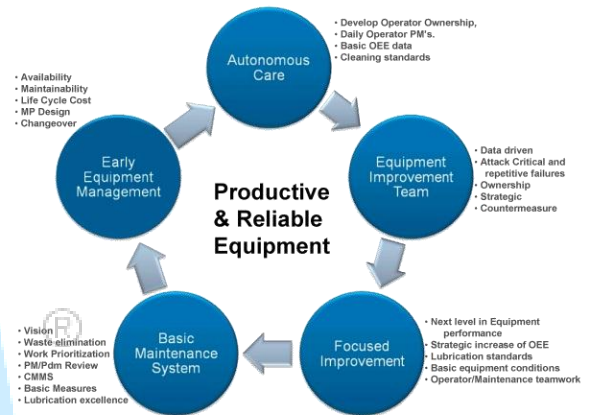 Autonomous
Care
• Develop Operator Ownership,
• Daily Operator PM's.
• Basic OEE data
• Cleaning standards
Equipment
Improvement
Team
• Data driven
• Attack Critical and
repetitive failures
• Ownership
• Strategic
• Countermeasure
Focused
Improvement
• Next level in Equipment
performance
• Strategic increase of OEE
• Lubrication standards
• Basic equipment conditions
• Operator/Maintenance teamwork
Basic
Maintenance
System
• Vision
• Waste elimination
• Work Prioritization
• PM/Pdm Review
• CMMS
• Basic Measures
• Lubrication excellence
®
Early
Equipment
Management
• Availability
• Maintainability
• Life Cycle Cost
• MP Design
• Changeover
Productive
& Reliable
Equipment